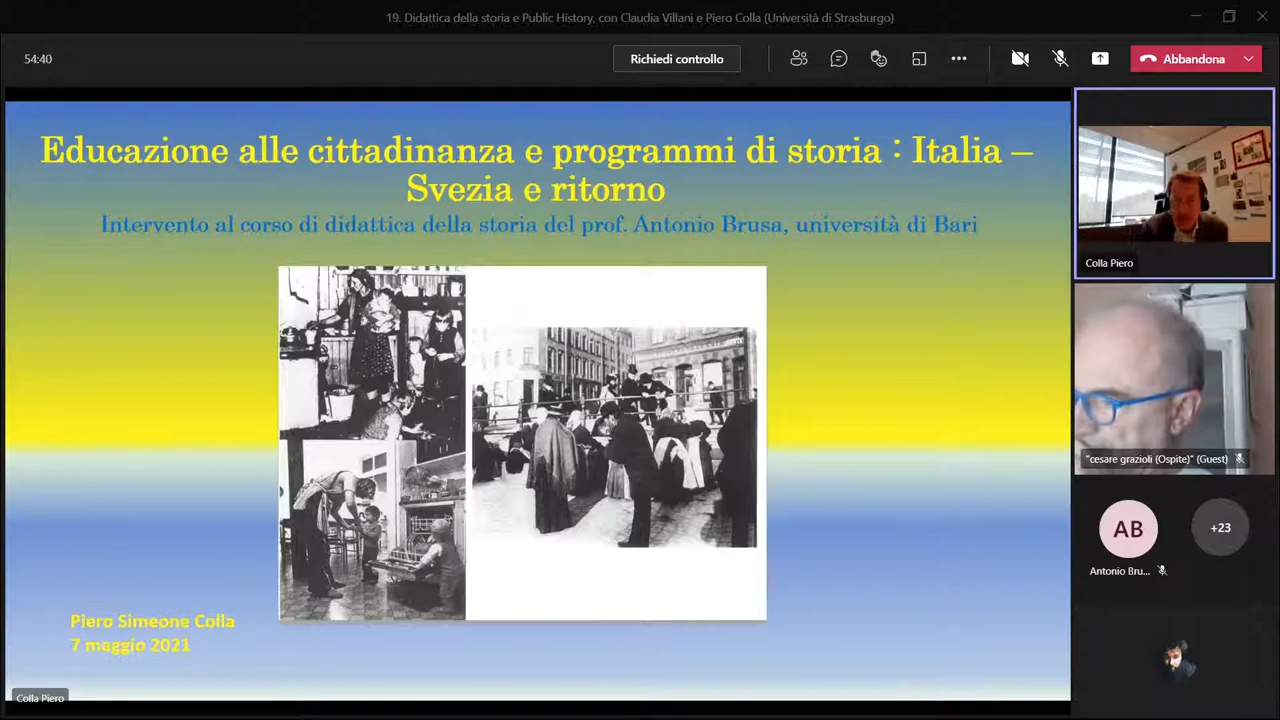 19. Didattica della storia e Public History, con Claudia Villani e Piero Colla (Università di Strasburgo)
54:40
Richiedi controllo
Abbandona
Educazione alle cittadinanza e programmi di storia : Italia –
Svezia e ritorno
Intervento al corso di didattica della storia del prof. Antonio Brusa, università di Bari
Piero Simeone Colla
7 maggio 2021
Colla Piero
Colla Piero
"cesare grazioli (Ospite)" (Guest)
AB
+23
Antonio Bru...